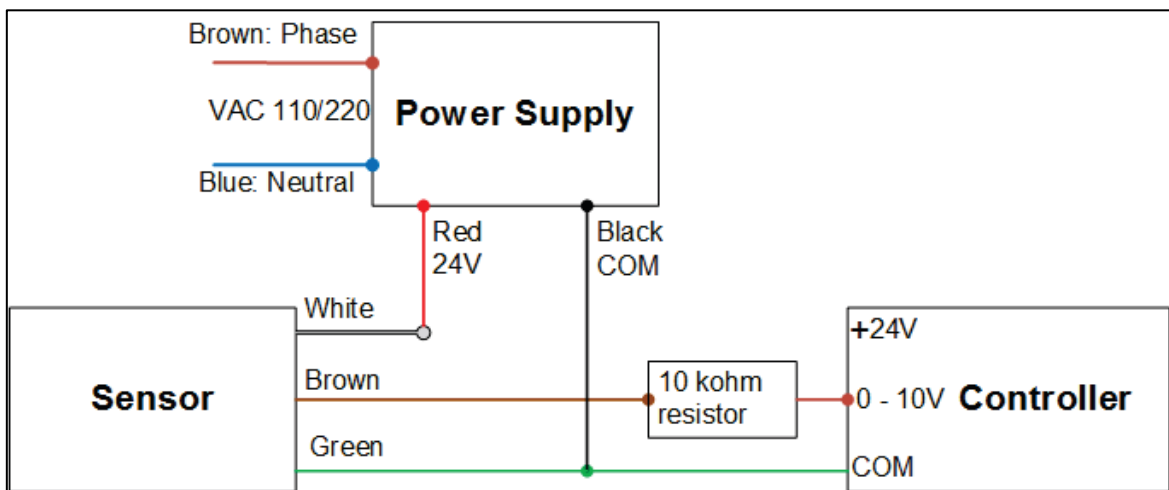 Brown: Phase
VAC 110/220
Power Supply
Blue: Neutral
Red
24V
Black
COM
White
Sensor
Brown
Green
10 kohm
resistor
+24V
0 - 10V
Controller
COM